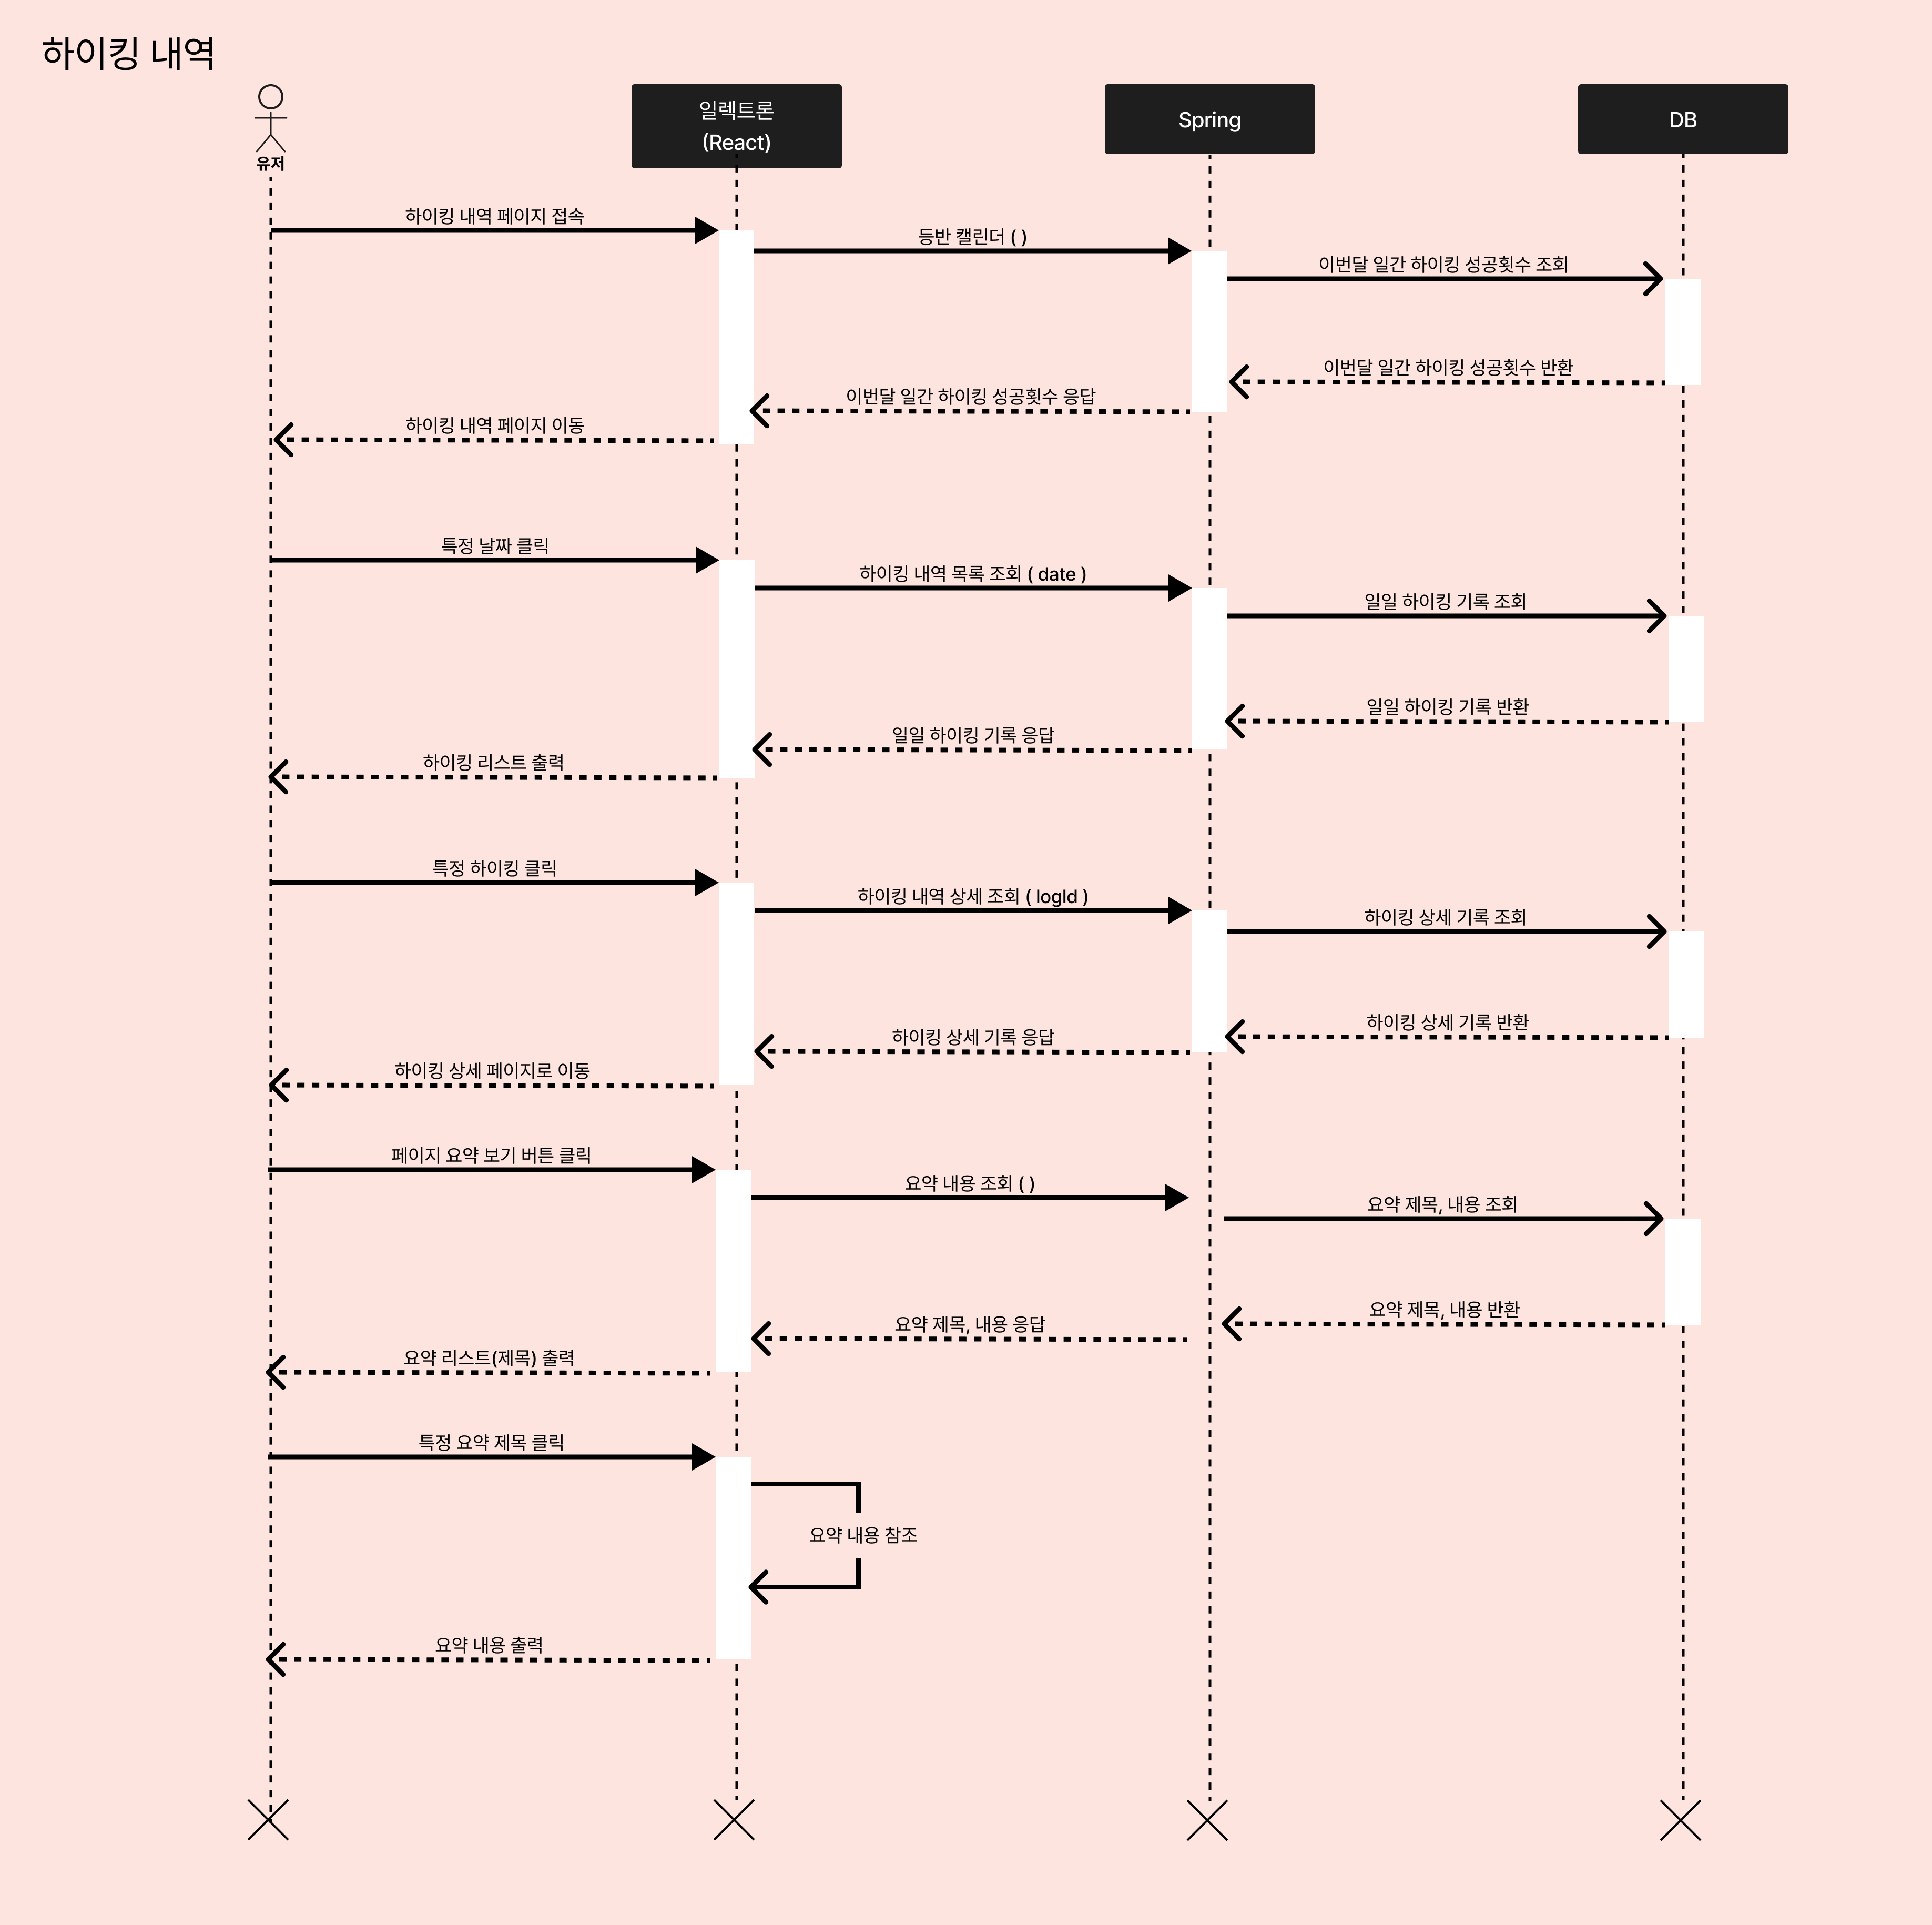 하이킹 내역
유저
일렉트론
(React)
Spring
DB
하이킹 내역 페이지 접속
등반 캘린더 ( )
이번달 일간 하이킹 성공횟수 조회
이번달 일간 하이킹 성공횟수 반환
이번달 일간 하이킹 성공횟수 응답
하이킹 내역 페이지 이동
특정 날짜 클릭
하이킹 내역 목록 조회 ( date )
일일 하이킹 기록 조회
일일 하이킹 기록 반환
일일 하이킹 기록 응답
하이킹 리스트 출력
특정 하이킹 클릭
하이킹 내역 상세 조회 ( logId )
하이킹 상세 기록 조회
하이킹 상세 기록 반환
하이킹 상세 기록 응답
하이킹 상세 페이지로 이동
페이지 요약 보기 버튼 클릭
요약 내용 조회 ( )
요약 제목, 내용 조회
요약 제목, 내용 반환
요약 제목, 내용 응답
요약 리스트(제목) 출력
특정 요약 제목 클릭
요약 내용 참조
요약 내용 출력